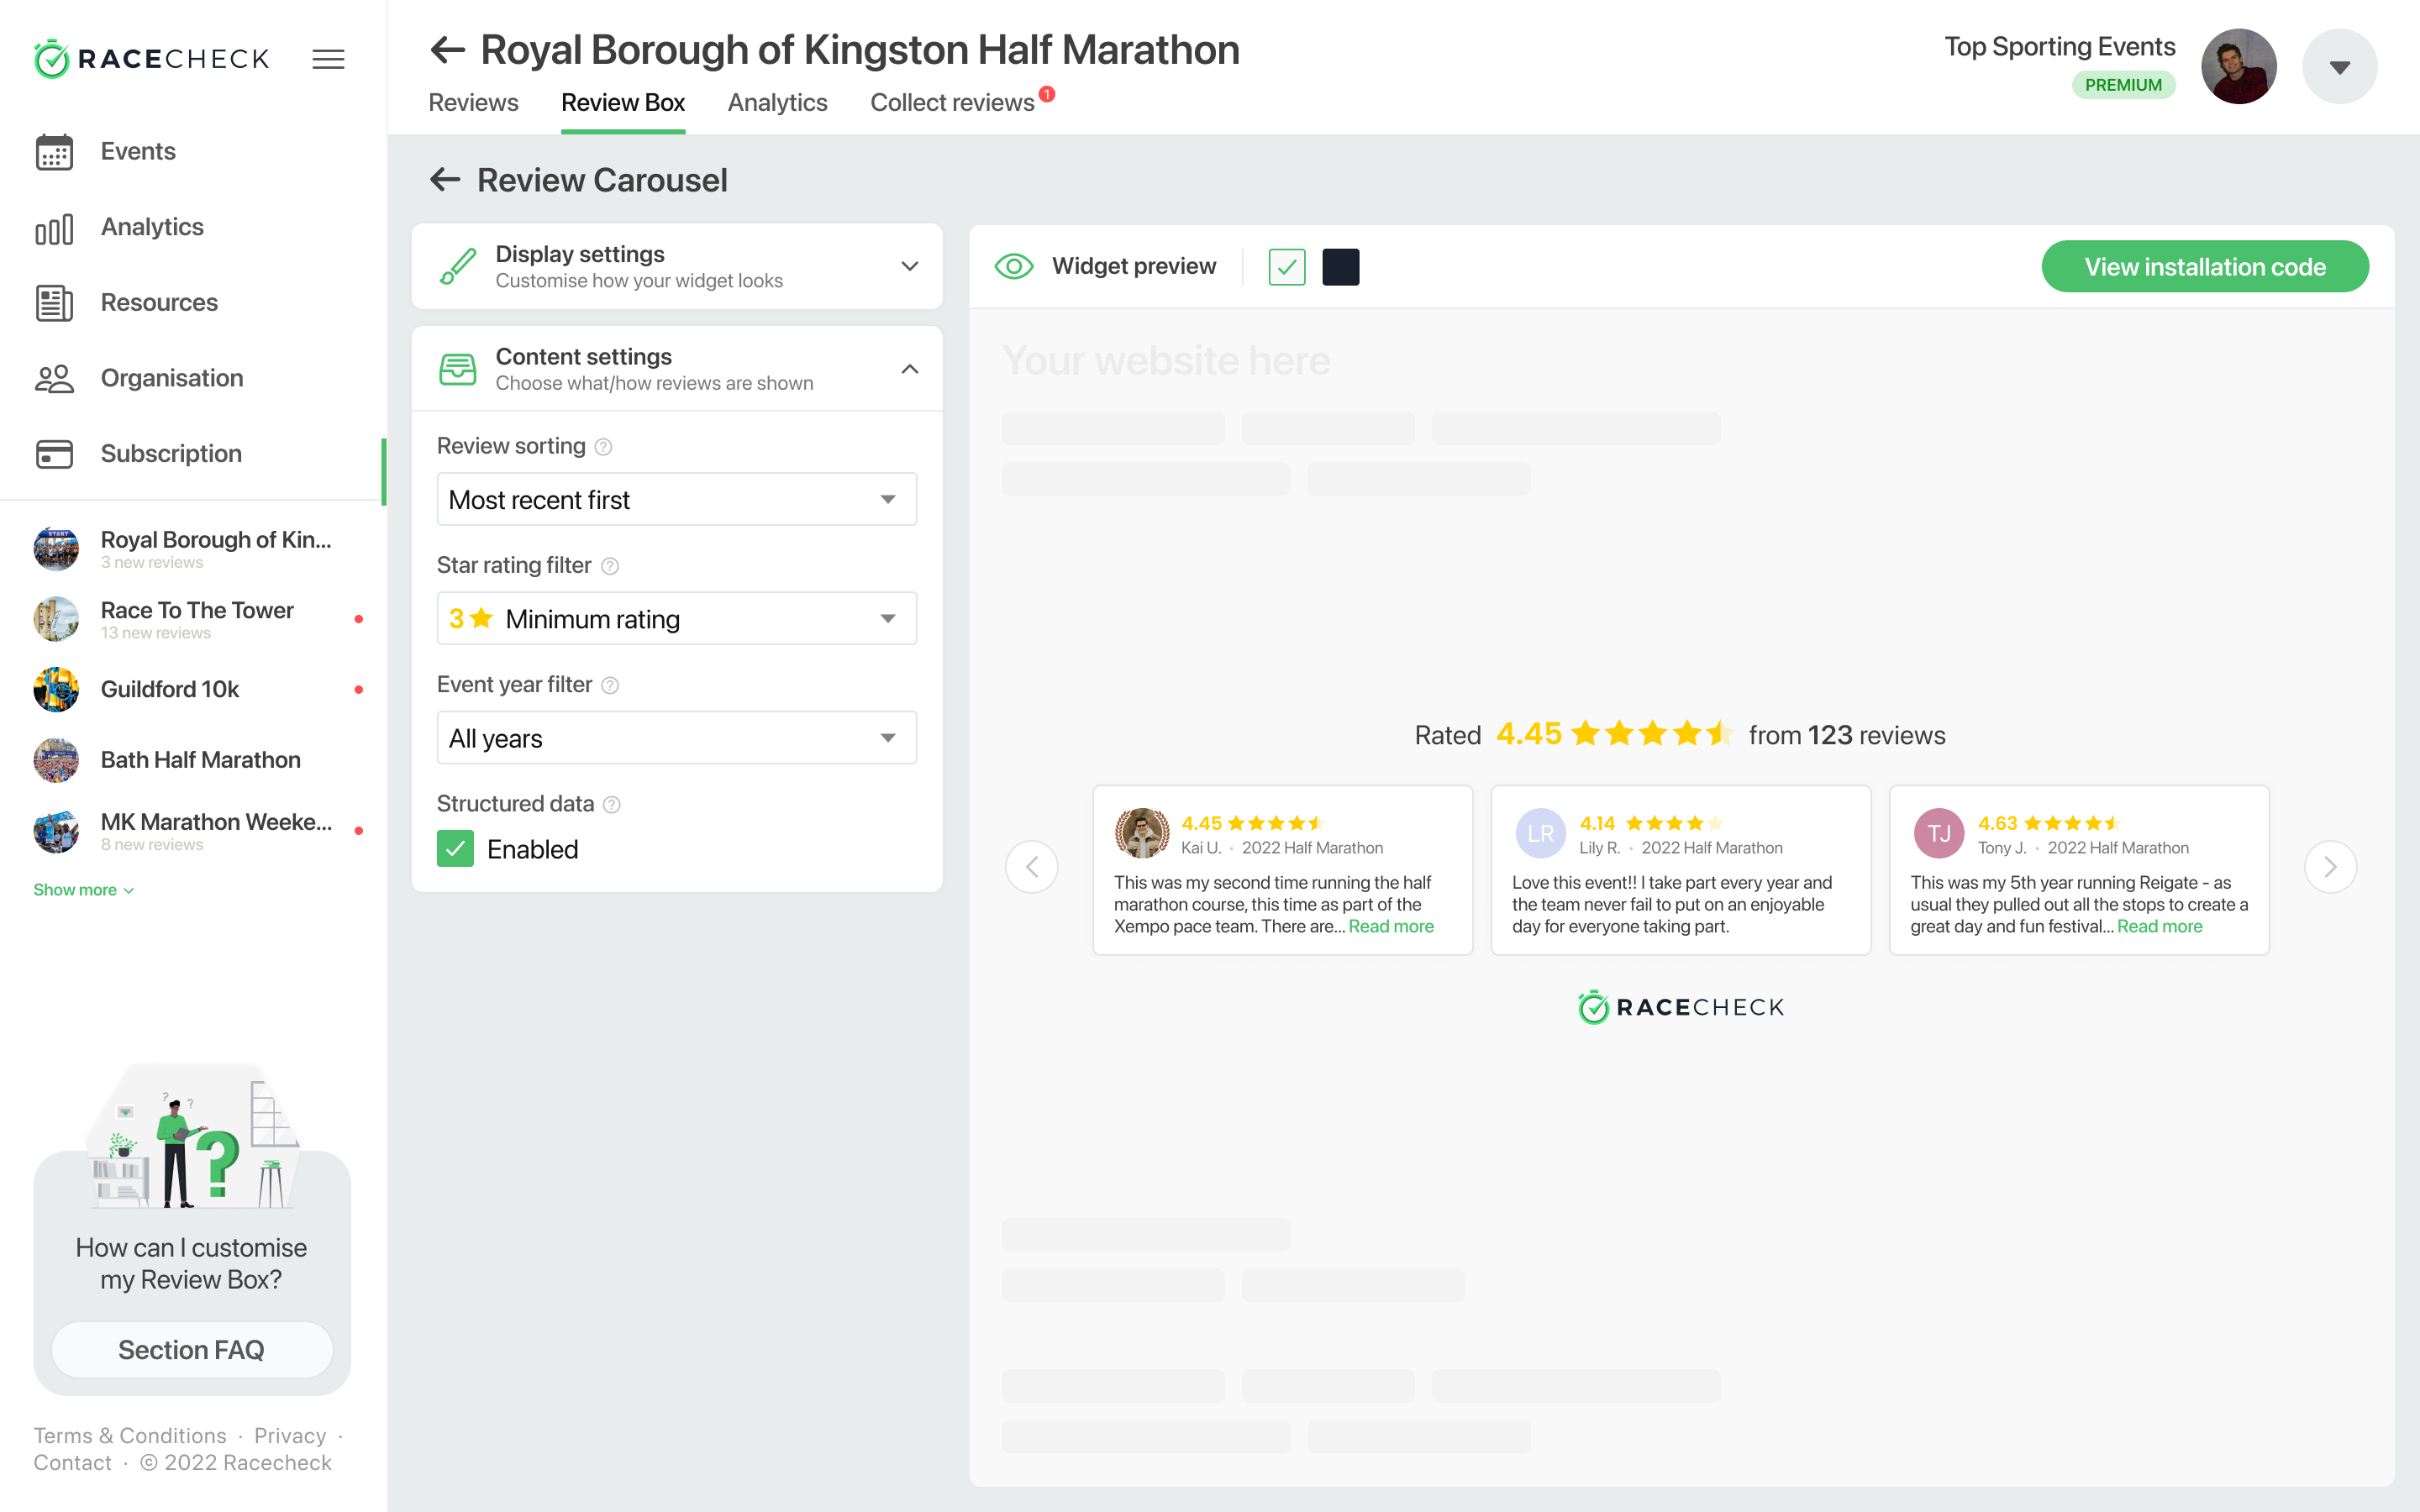 RACECHECK
Events
Analytics
Resources
Organisation
Subscription
Royal Borough of Kin...
3 new reviews
Race To The Tower
13 new reviews
Guildford 10k
Bath Half Marathon
MK Marathon Weeke...
8 new reviews
Show more
? ?
?
How can I customise
my Review Box?
Section FAQ
Terms & Conditions · Privacy ·
Contact · © 2022 Racecheck
Royal Borough of Kingston Half Marathon
Reviews Review Box Analytics Collect reviews 1
Top Sporting Events
PREMIUM
Review Carousel
Display settings
Customise how your widget looks
Content settings
Choose what/how reviews are shown
Review sorting ?
Most recent first
Star rating filter ?
3 Minimum rating
Event year filter ?
All years
Structured data ?
Enabled
Widget preview
View installation code
Your website here
Rated 4.45 from 123 reviews
4.45
Kai U. · 2022 Half Marathon
This was my second time running the half
marathon course, this time as part of the
Xempo pace team. There are... Read more
LR
4.14
Lily R. · 2022 Half Marathon
Love this event!! I take part every year and
the team never fail to put on an enjoyable
day for everyone taking part.
TJ
4.63
Tony J. · 2022 Half Marathon
This was my 5th year running Reigate - as
usual they pulled out all the stops to create a
great day and fun festival... Read more
RACECHECK